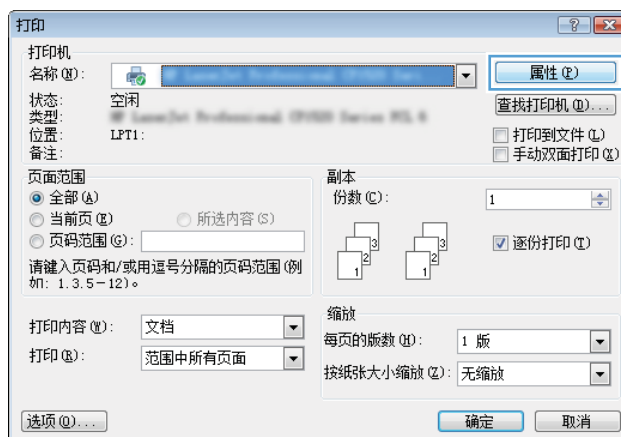 打印
打印机
名称(N):
属性(P)
状态: 空闲
查找打印机(D)...
类型:
位置: LPT1:
打印到文件(L)
备注:
手动双面打印(X)
页面范围
全部(A)
当前页(E) 所选内容(S)
页码范围(G):
请键入页码和/或用逗号分隔的页码范围(例
如: 1.3.5-12)。
副本
份数(C): 1
1 2 3 1 2 3
逐份打印(T)
打印内容(W): 文档
打印(R): 范围中所有页面
缩放
每页的版数(H): 1 版
按纸张大小缩放(Z): 无缩放
选项(O)... 确定 取消